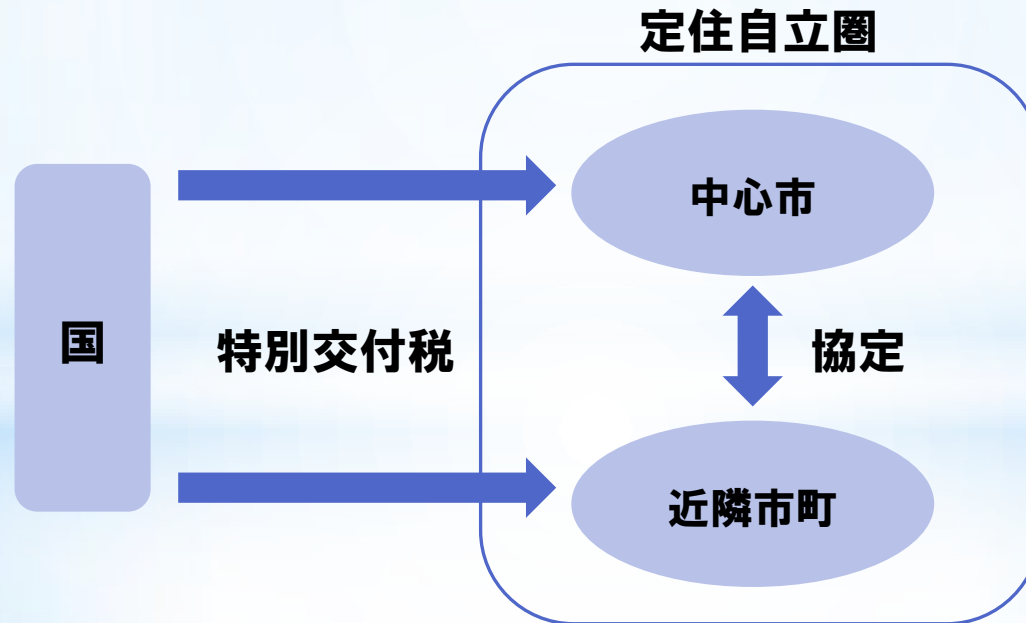 定住自立圏
中心市
国
特別交付税
協定
近隣市町